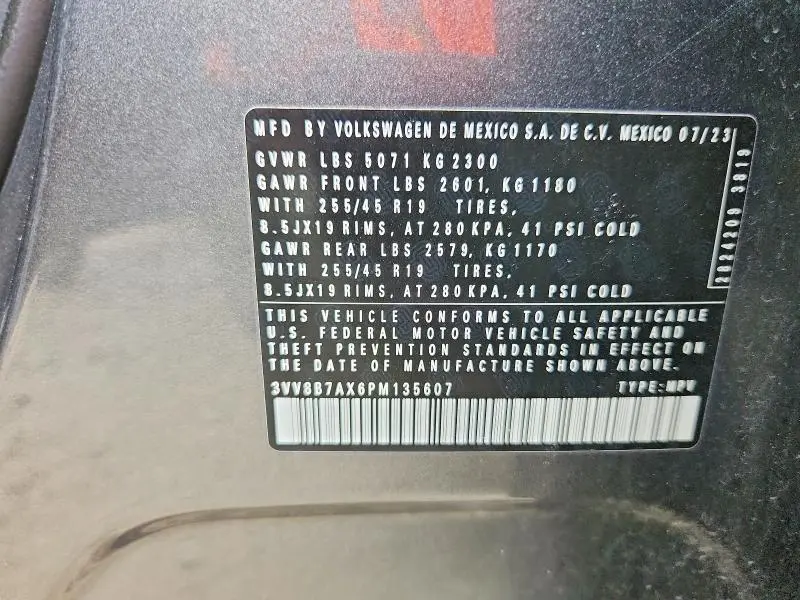 MFD BY VOLKSWAGEN DE MEXICO S.A. DE C.V. MEXICO 07/23
GVWR LBS 5071 KG 2300
GAWR FRONT LBS 2601, KG 1180
WITH 255/45 R19 TIRES,
8.5JX19 RIMS, AT 280 KPA, 41 PSI COLD
GAWR REAR LBS 2579, KG 1170
WITH 255/45 R19 TIRES,
8.5JX19 RIMS, AT 280 KPA, 41 PSI COLD
THIS VEHICLE CONFORMS TO ALL APPLICABLE
U.S. FEDERAL MOTOR VEHICLE SAFETY AND
THEFT PREVENTION STANDARDS IN EFFECT ON
THE DATE OF MANUFACTURE SHOWN ABOVE.
3VV8B7AX6PM135607 TYPE: MPV
2824209 3819